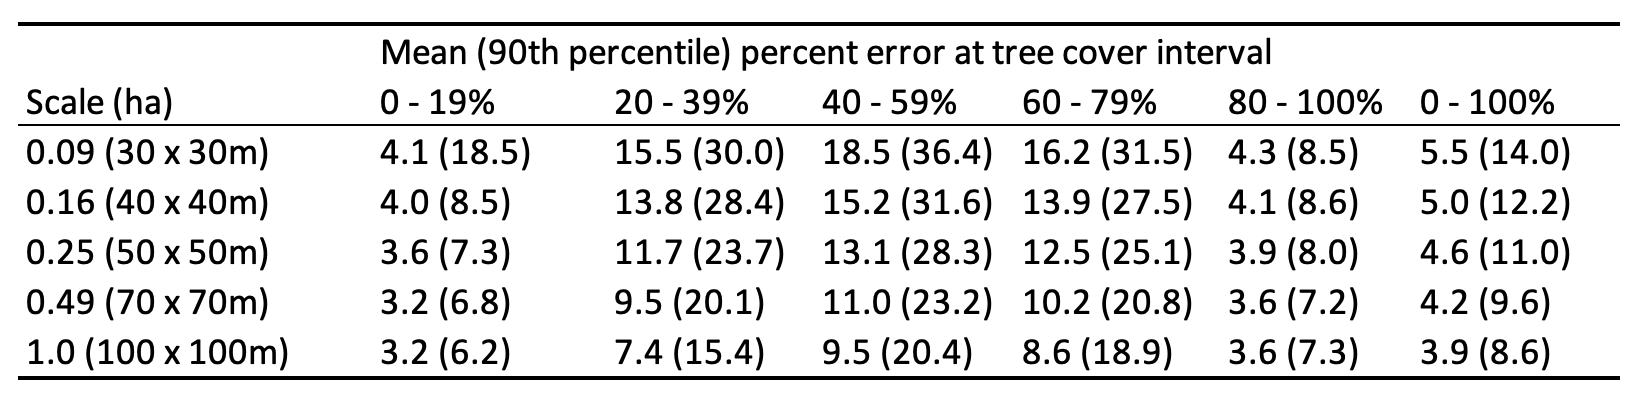 Mean (90th percentile) percent error at tree cover interval
Scale (ha) 0 - 19% 20 - 39% 40 - 59% 60 - 79% 80 - 100% 0 - 100%
0.09 (30 x 30m) 4.1 (18.5) 15.5 (30.0) 18.5 (36.4) 16.2 (31.5) 4.3 (8.5) 5.5 (14.0)
0.16 (40 x 40m) 4.0 (8.5) 13.8 (28.4) 15.2 (31.6) 13.9 (27.5) 4.1 (8.6) 5.0 (12.2)
0.25 (50 x 50m) 3.6 (7.3) 11.7 (23.7) 13.1 (28.3) 12.5 (25.1) 3.9 (8.0) 4.6 (11.0)
0.49 (70 x 70m) 3.2 (6.8) 9.5 (20.1) 11.0 (23.2) 10.2 (20.8) 3.6 (7.2) 4.2 (9.6)
1.0 (100 x 100m) 3.2 (6.2) 7.4 (15.4) 9.5 (20.4) 8.6 (18.9) 3.6 (7.3) 3.9 (8.6)